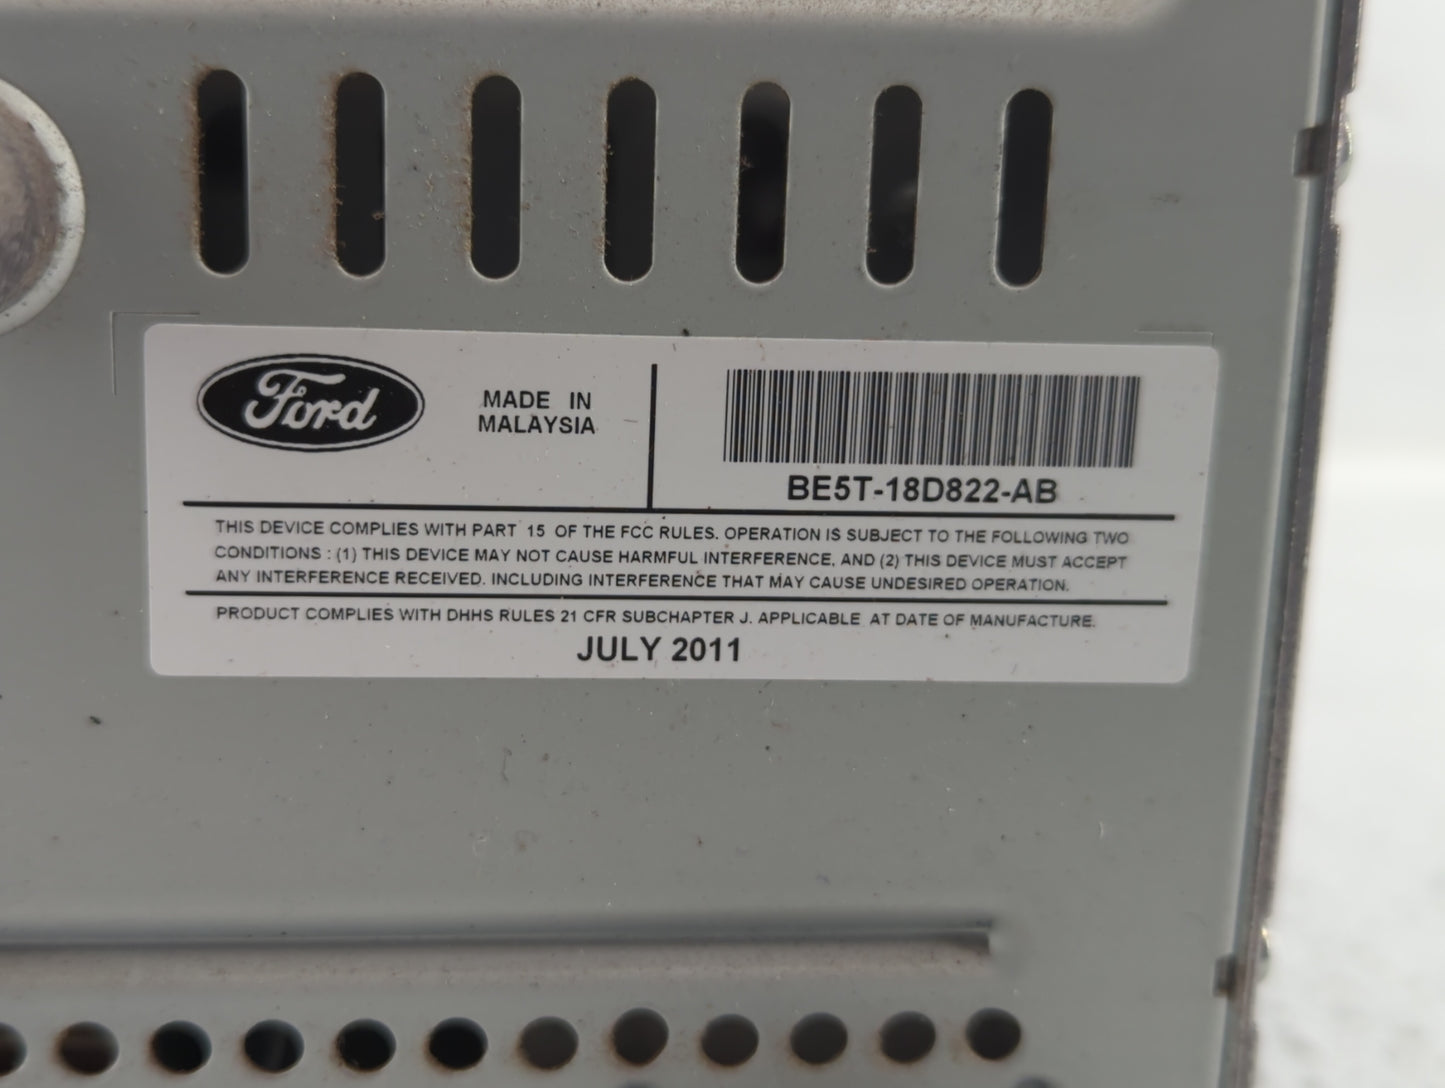 Ford
MADE IN
MALAYSIA
BE5T-18D822-AB
THIS DEVICE COMPLIES WITH PART 15 OF THE FCC RULES. OPERATION IS SUBJECT TO THE FOLLOWING TWO
CONDITIONS : (1) THIS DEVICE MAY NOT CAUSE HARMFUL INTERFERENCE, AND (2) THIS DEVICE MUST ACCEPT
ANY INTERFERENCE RECEIVED. INCLUDING INTERFERENCE THAT MAY CAUSE UNDESIRED OPERATION.
PRODUCT COMPLIES WITH DHHS RULES 21 CFR SUBCHAPTER J. APPLICABLE AT DATE OF MANUFACTURE.
JULY 2011